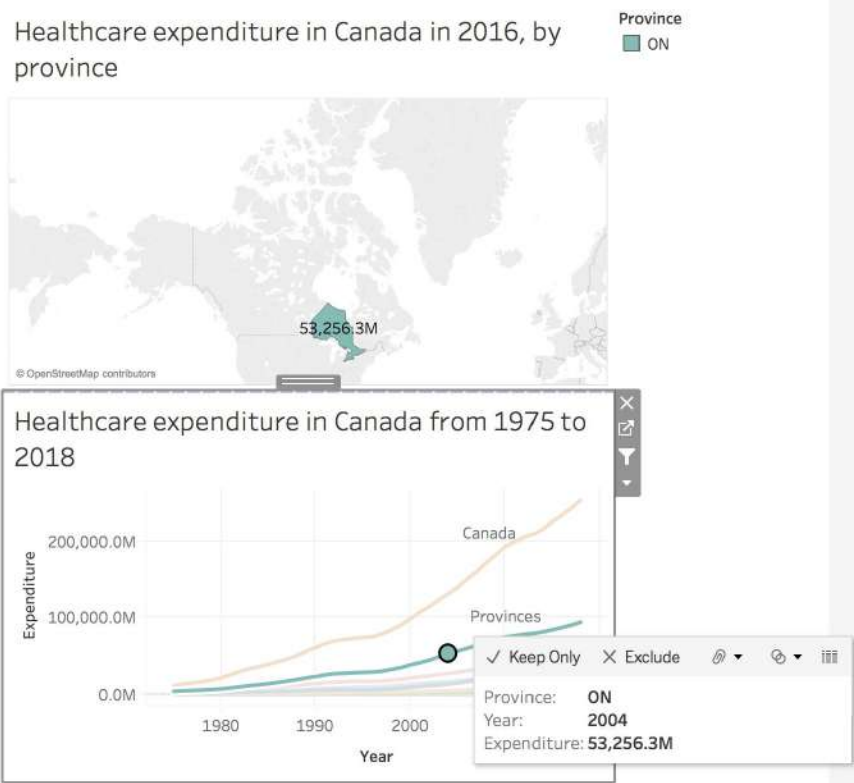 Healthcare expenditure in Canada in 2016, by
province
Province
ON
53,256.3M
© OpenStreetMap contributors
Healthcare expenditure in Canada from 1975 to
2018
Expenditure
200,000.0M
100,000.0M
0.0M
Canada
Provinces
1980
1990
2000
Year
Keep Only
Exclude
Province: ON
Year: 2004
Expenditure: 53,256.3M